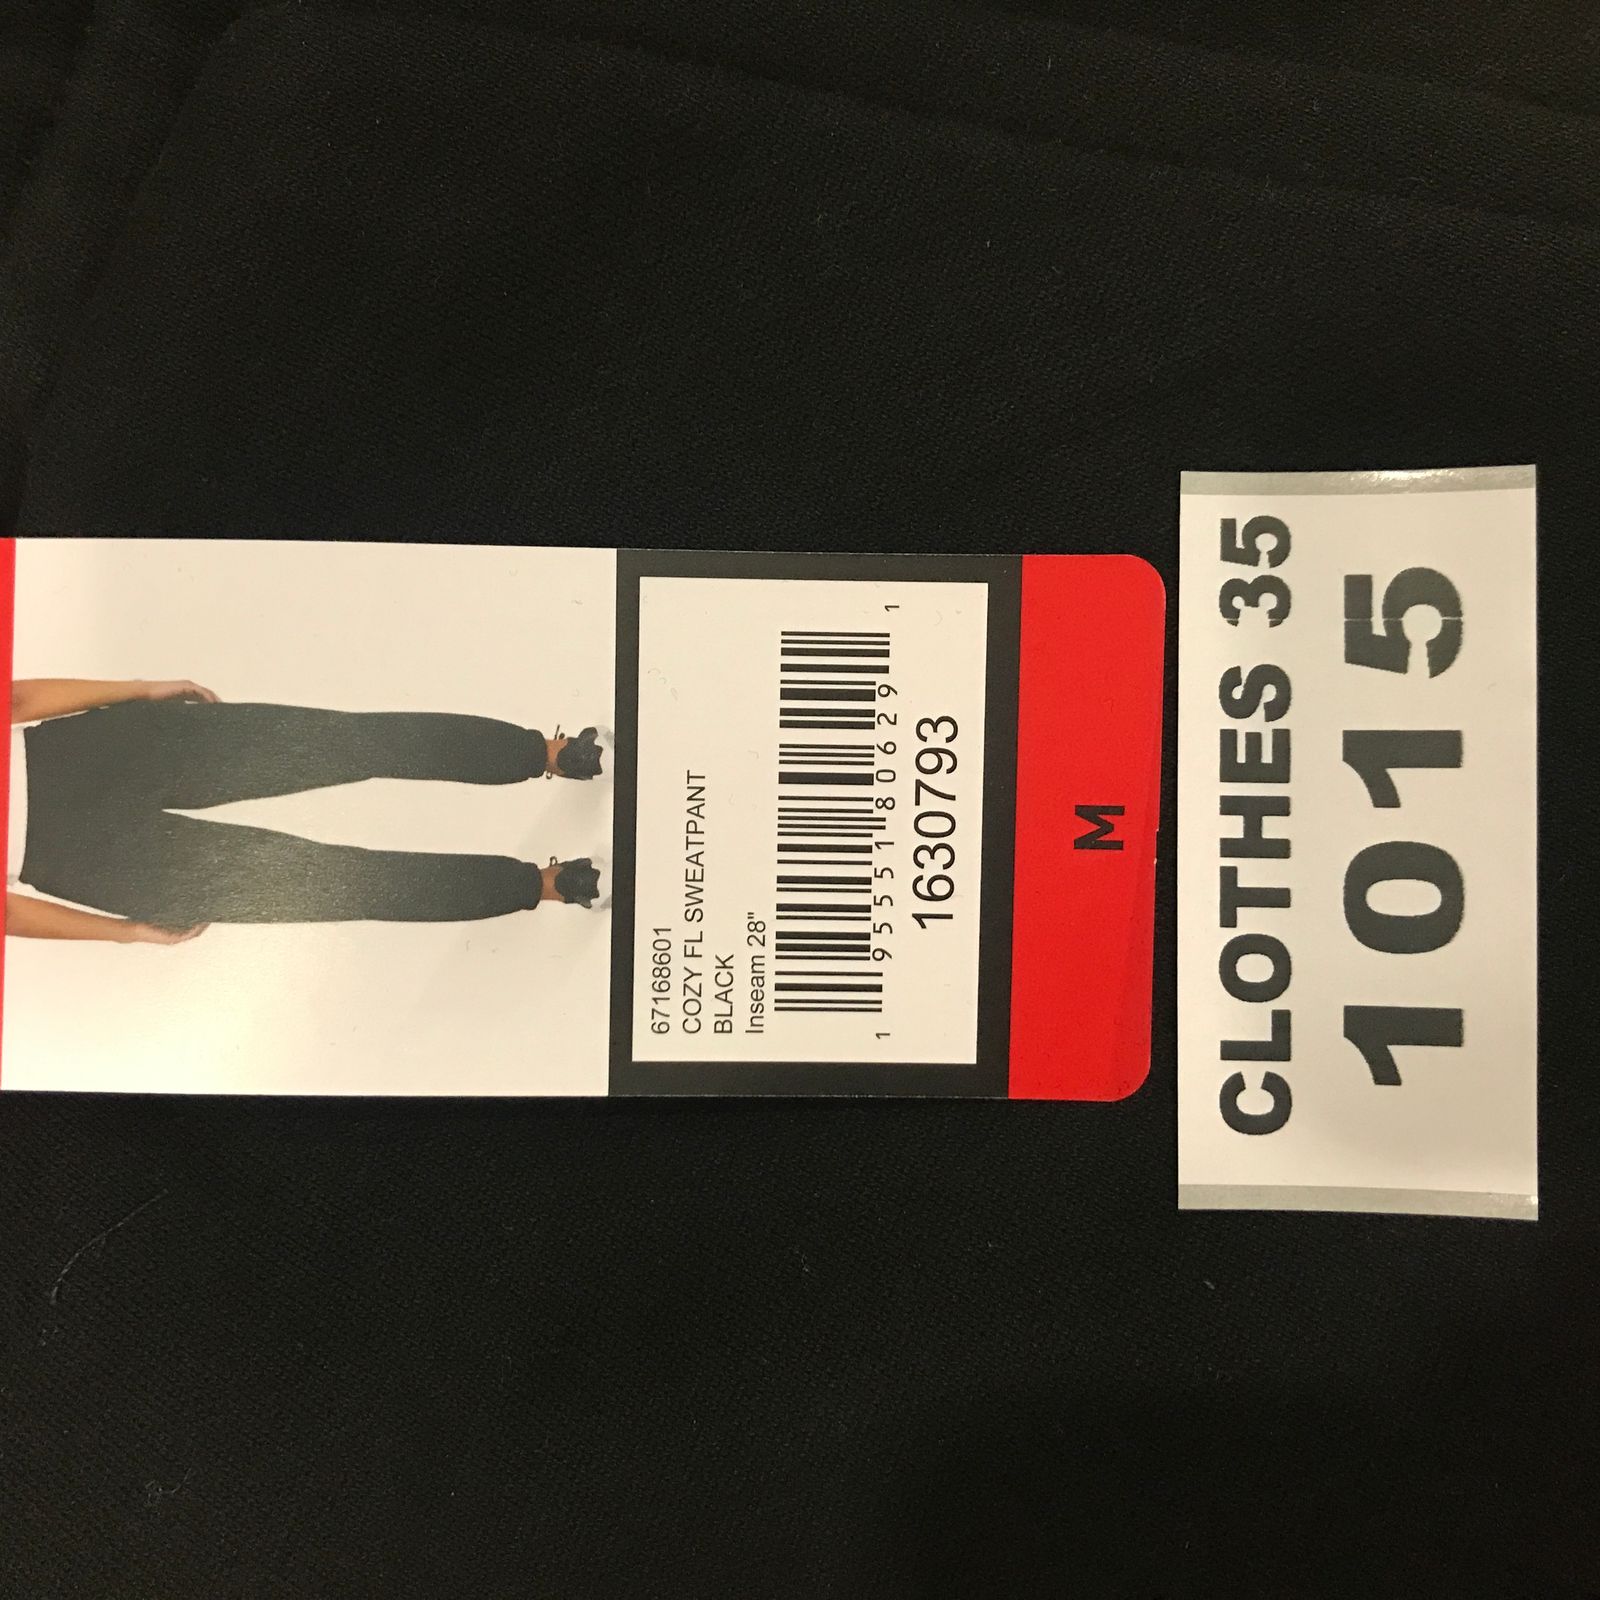 67168601
COZY FL SWEATPANT
BLACK
Inseam 28"
1 95551 80629 1
1630793
M
CLOTHES 35
1015